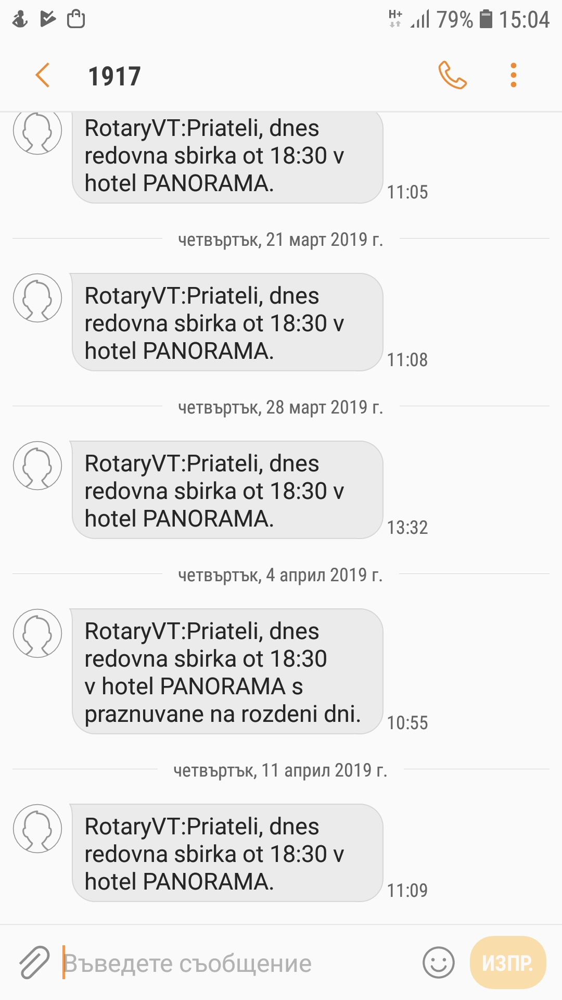 H+ 79% 15:04
1917
RotaryVT:Priateli, dnes
redovna sbirka ot 18:30 v
hotel PANORAMA.
11:05
четвъртък, 21 март 2019 г.
RotaryVT:Priateli, dnes
redovna sbirka ot 18:30 v
hotel PANORAMA.
11:08
четвъртък, 28 март 2019 г.
RotaryVT:Priateli, dnes
redovna sbirka ot 18:30 v
hotel PANORAMA.
13:32
четвъртък, 4 април 2019 г.
RotaryVT:Priateli, dnes
redovna sbirka ot 18:30
v hotel PANORAMA s
praznuvane na rozdeni dni.
10:55
четвъртък, 11 април 2019 г.
RotaryVT:Priateli, dnes
redovna sbirka ot 18:30 v
hotel PANORAMA.
11:09
Въведете съобщение
ИЗПР.